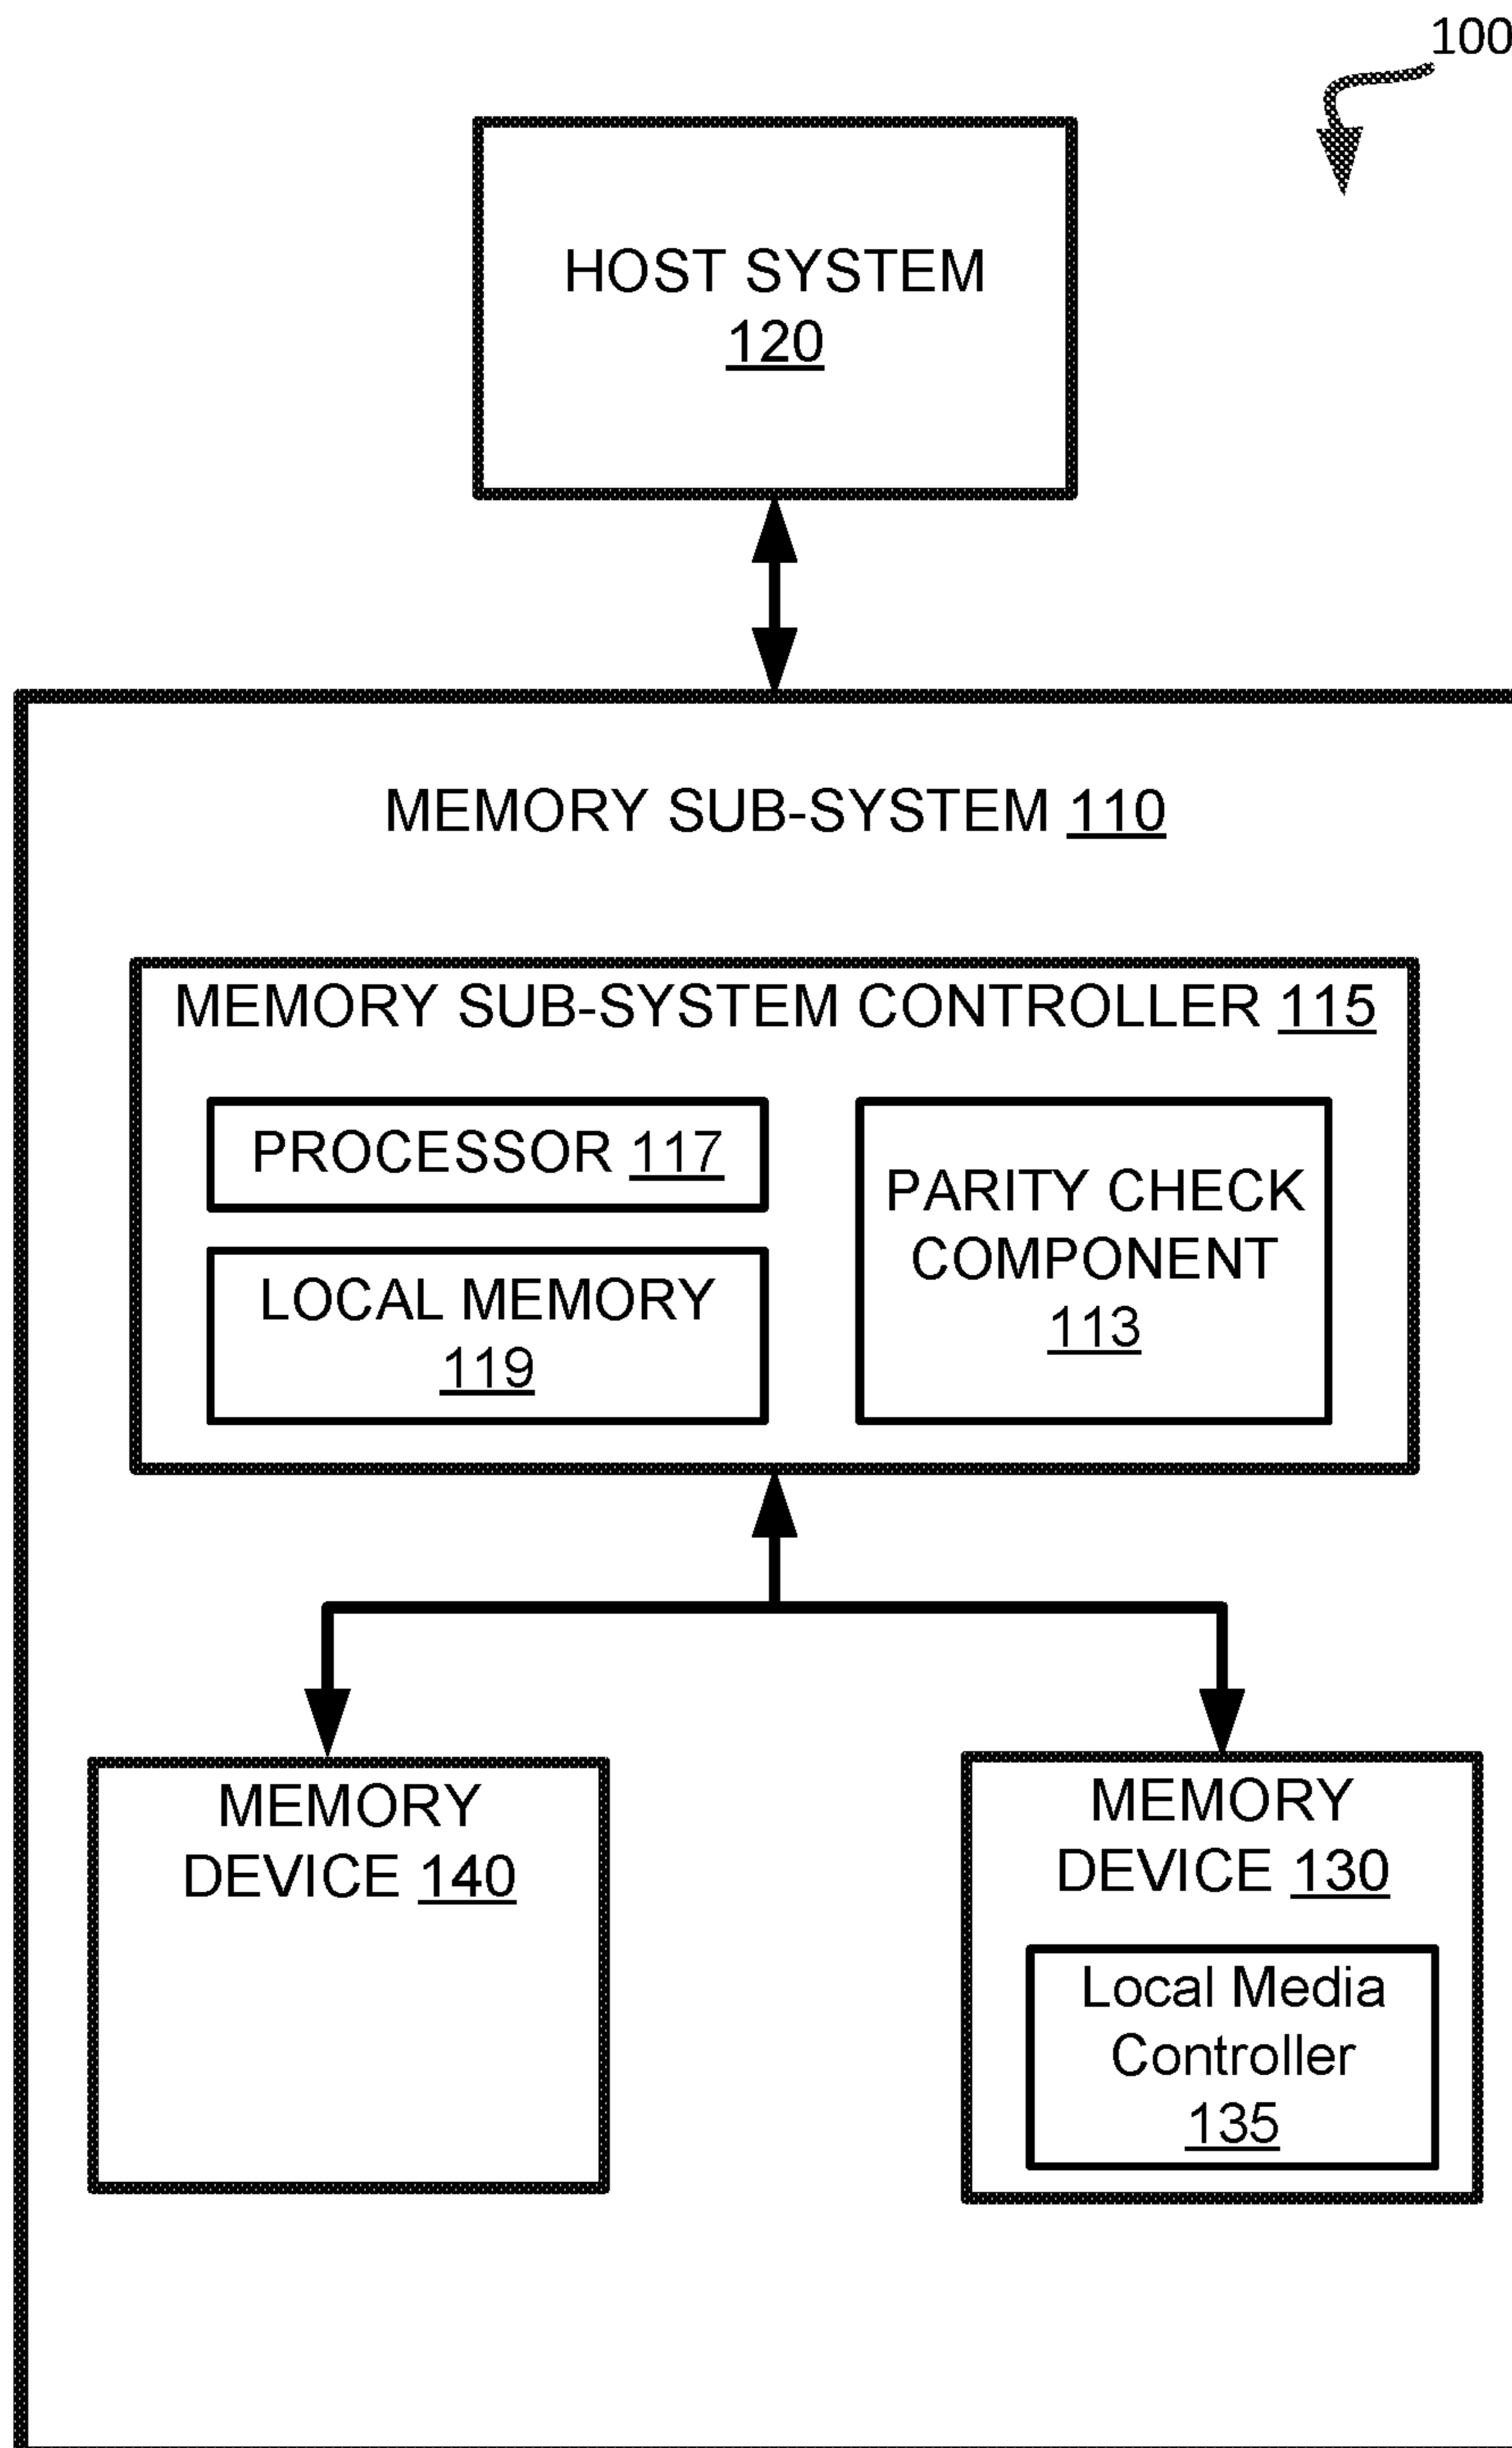 100
HOST SYSTEM
120
MEMORY SUB-SYSTEM 110
MEMORY SUB-SYSTEM CONTROLLER 115
PROCESSOR 117
LOCAL MEMORY
119
PARITY CHECK
COMPONENT
113
MEMORY
DEVICE 140
MEMORY
DEVICE 130
Local Media
Controller
135